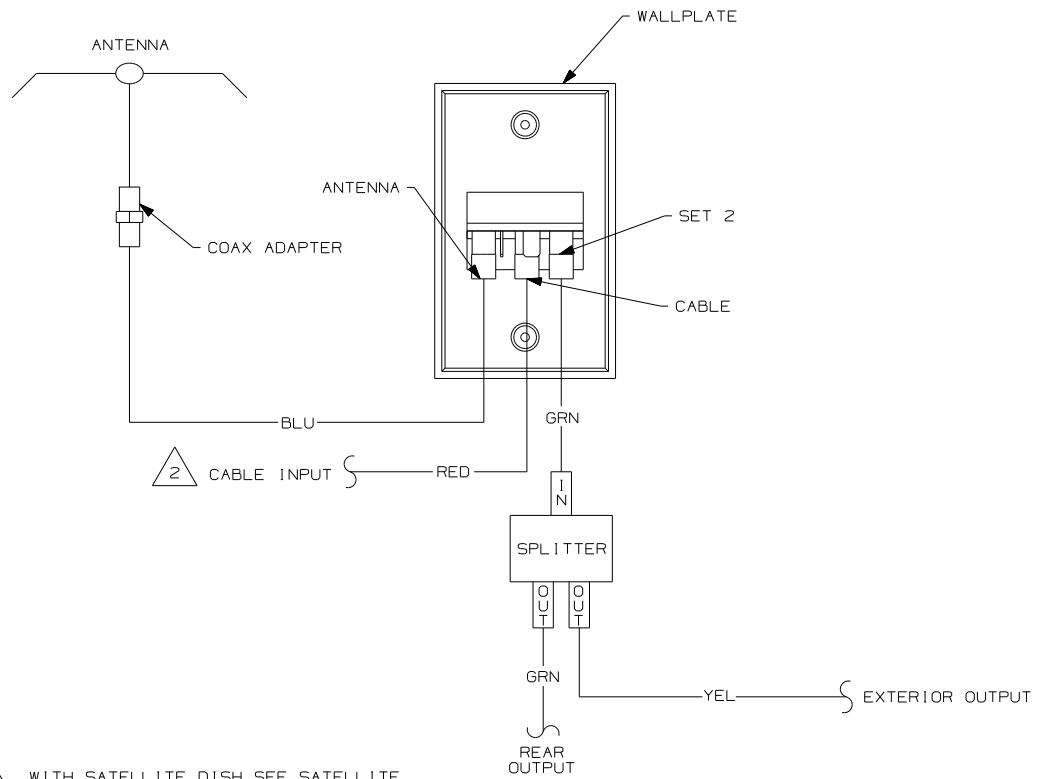 WALLPLATE
ANTENNA
ANTENNA
SET 2
COAX ADAPTER
CABLE
GRN
BLU
2 CABLE INPUT
RED
IN
SPLITTER
OUT
OUT
GRN
YEL
EXTERIOR OUTPUT
REAR
OUTPUT
WITH SATELLITE DISH SEE SATELLITE